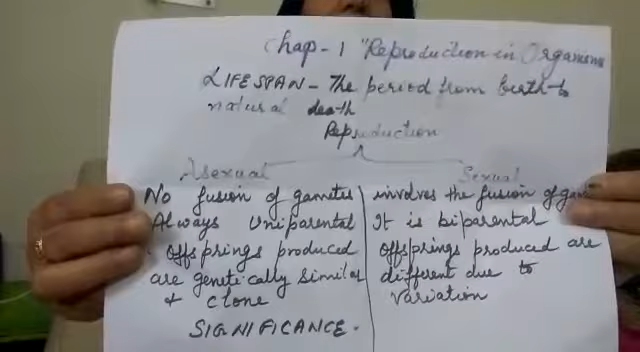 Chap-1 "Reproduction in Organisms
LIFESPAN - The period from birth to
natural death
Reproduction
Asexual
No fusion of gametes
Always Uniparental
Offsprings produced
are genetically similar
& clone
Sexual
involves the fusion of gam
It is biparental
Offsprings produced are
different due to
variation
SIGNIFICANCE.